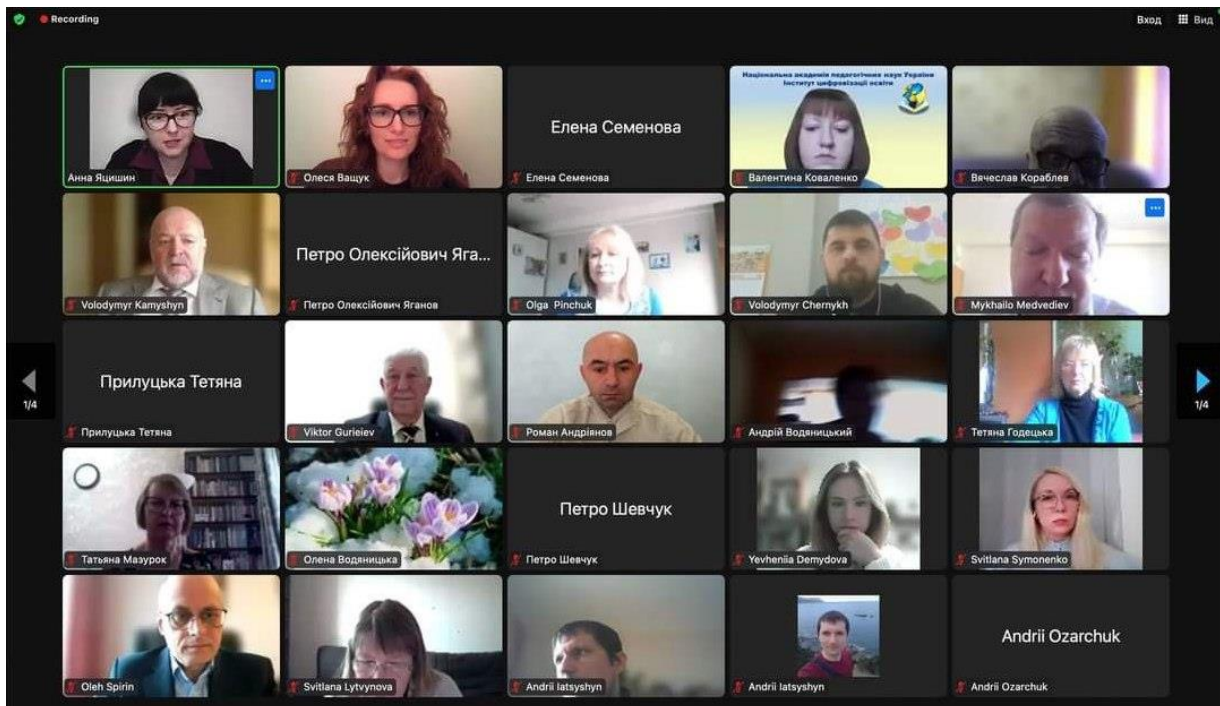 Recording
Вход
Вид
Анна Яцишин
Олеся Ващук
Елена Семенова
Елена Семенова
Національна академія педагогічних наук України
Інститут цифровізації освіти
Валентина Коваленко
Вячеслав Кораблев
Volodymyr Kamyshyn
Петро Олексійович Яга...
Петро Олексійович Яганов
Olga Pinchuk
Volodymyr Chernykh
Mykhailo Medvediev
1/4
Прилуцька Тетяна
Прилуцька Тетяна
Viktor Gurieiev
Роман Андріянов
Андрій Водяницький
Тетяна Годецька
1/4
Татьяна Мазурок
Олена Водяницька
Петро Шевчук
Петро Шевчук
Yevheniia Demydova
Svitlana Symonenko
Oleh Spirin
Svitlana Lytvynova
Andrii Iatsyshyn
Andrii Iatsyshyn
Andrii Ozarchuk
Andrii Ozarchuk